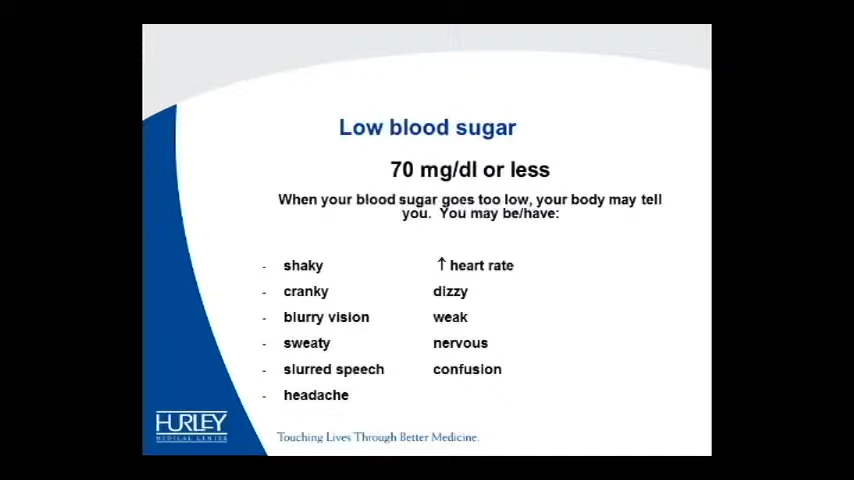 Low blood sugar
70 mg/dl or less
When your blood sugar goes too low, your body may tell
you. You may be/have:
- shaky ↑ heart rate
- cranky dizzy
- blurry vision weak
- sweaty nervous
- slurred speech confusion
- headache
HURLEY
MEDICAL CENTER
Touching Lives Through Better Medicine.